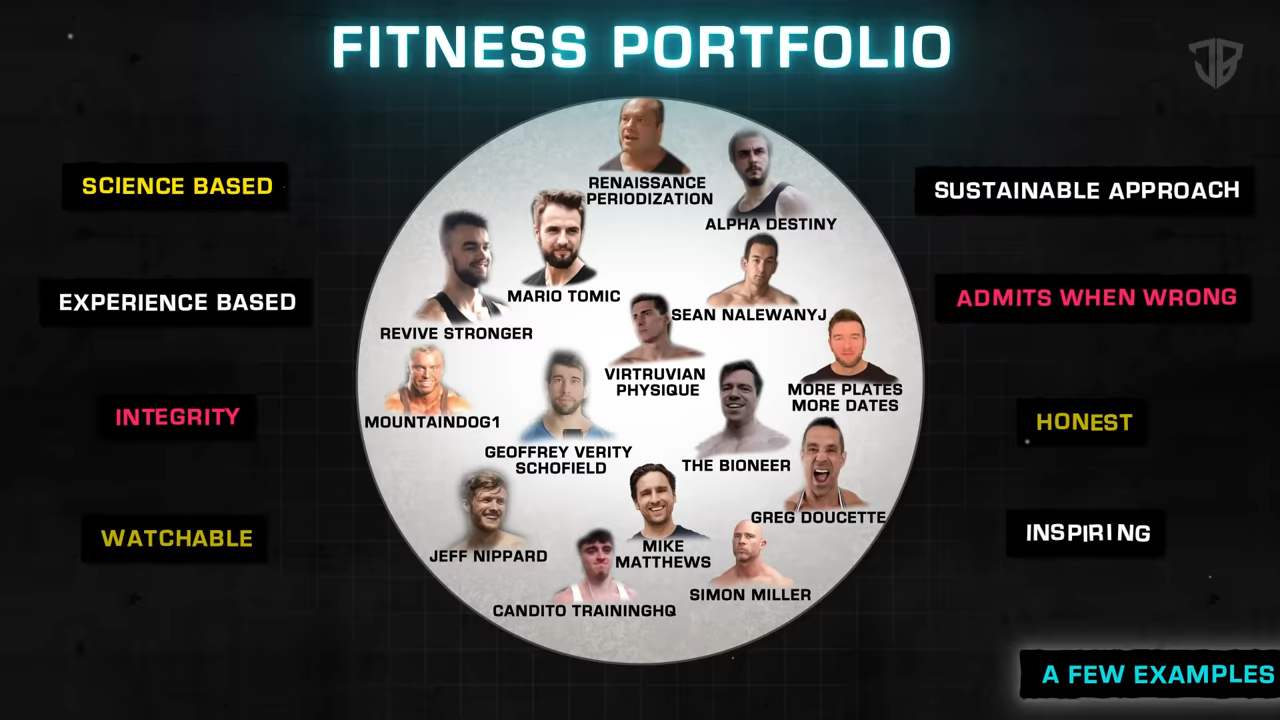 FITNESS PORTFOLIO
JB
SCIENCE BASED
EXPERIENCE BASED
INTEGRITY
WATCHABLE
RENAISSANCE
PERIODIZATION
ALPHA DESTINY
MARIO TOMIC
SEAN NALEWANYJ
REVIVE STRONGER
VIRTRUVIAN
PHYSIQUE
MORE PLATES
MORE DATES
MOUNTAINDOG1
GEOFFREY VERITY
SCHOFIELD
THE BIONEER
GREG DOUCETTE
JEFF NIPPARD
MIKE
MATTHEWS
SIMON MILLER
CANDITO TRAININGHQ
SUSTAINABLE APPROACH
ADMITS WHEN WRONG
HONEST
INSPIRING
A FEW EXAMPLES